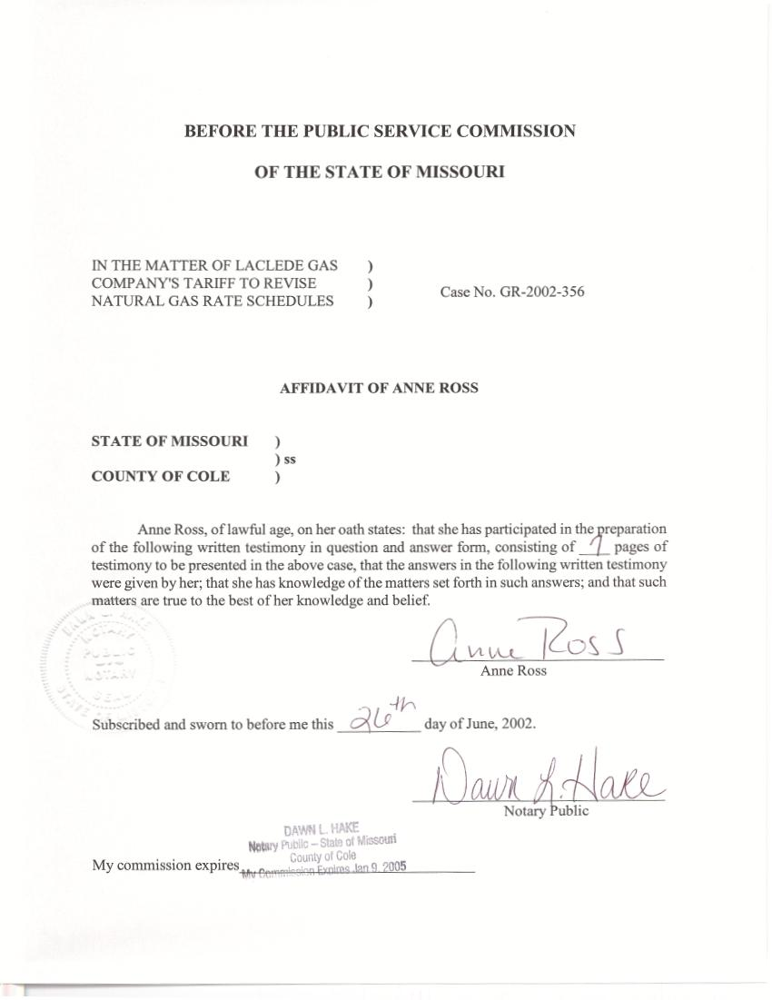 BEFORE THE PUBLIC SERVICE COMMISSION
OF THE STATE OF MISSOURI
IN THE MATTER OF LACLEDE GAS )
COMPANY'S TARIFF TO REVISE )
NATURAL GAS RATE SCHEDULES )
Case No. GR-2002-356
AFFIDAVIT OF ANNE ROSS
STATE OF MISSOURI )
) ss
COUNTY OF COLE )
Anne Ross, of lawful age, on her oath states: that she has participated in the preparation
of the following written testimony in question and answer form, consisting of pages of
testimony to be presented in the above case, that the answers in the following written testimony
were given by her; that she has knowledge of the matters set forth in such answers; and that such
matters are true to the best of her knowledge and belief.
Anne Ross
Anne Ross
NOTARY
PUBLIC
NOTARY
SEAL
Subscribed and sworn to before me this 26th day of June, 2002.
Dawn L. Hake
Notary Public
DAWN L. HAKE
Notary Public – State of Missouri
County of Cole
My Commission Expires Jan 9, 2005
My commission expires